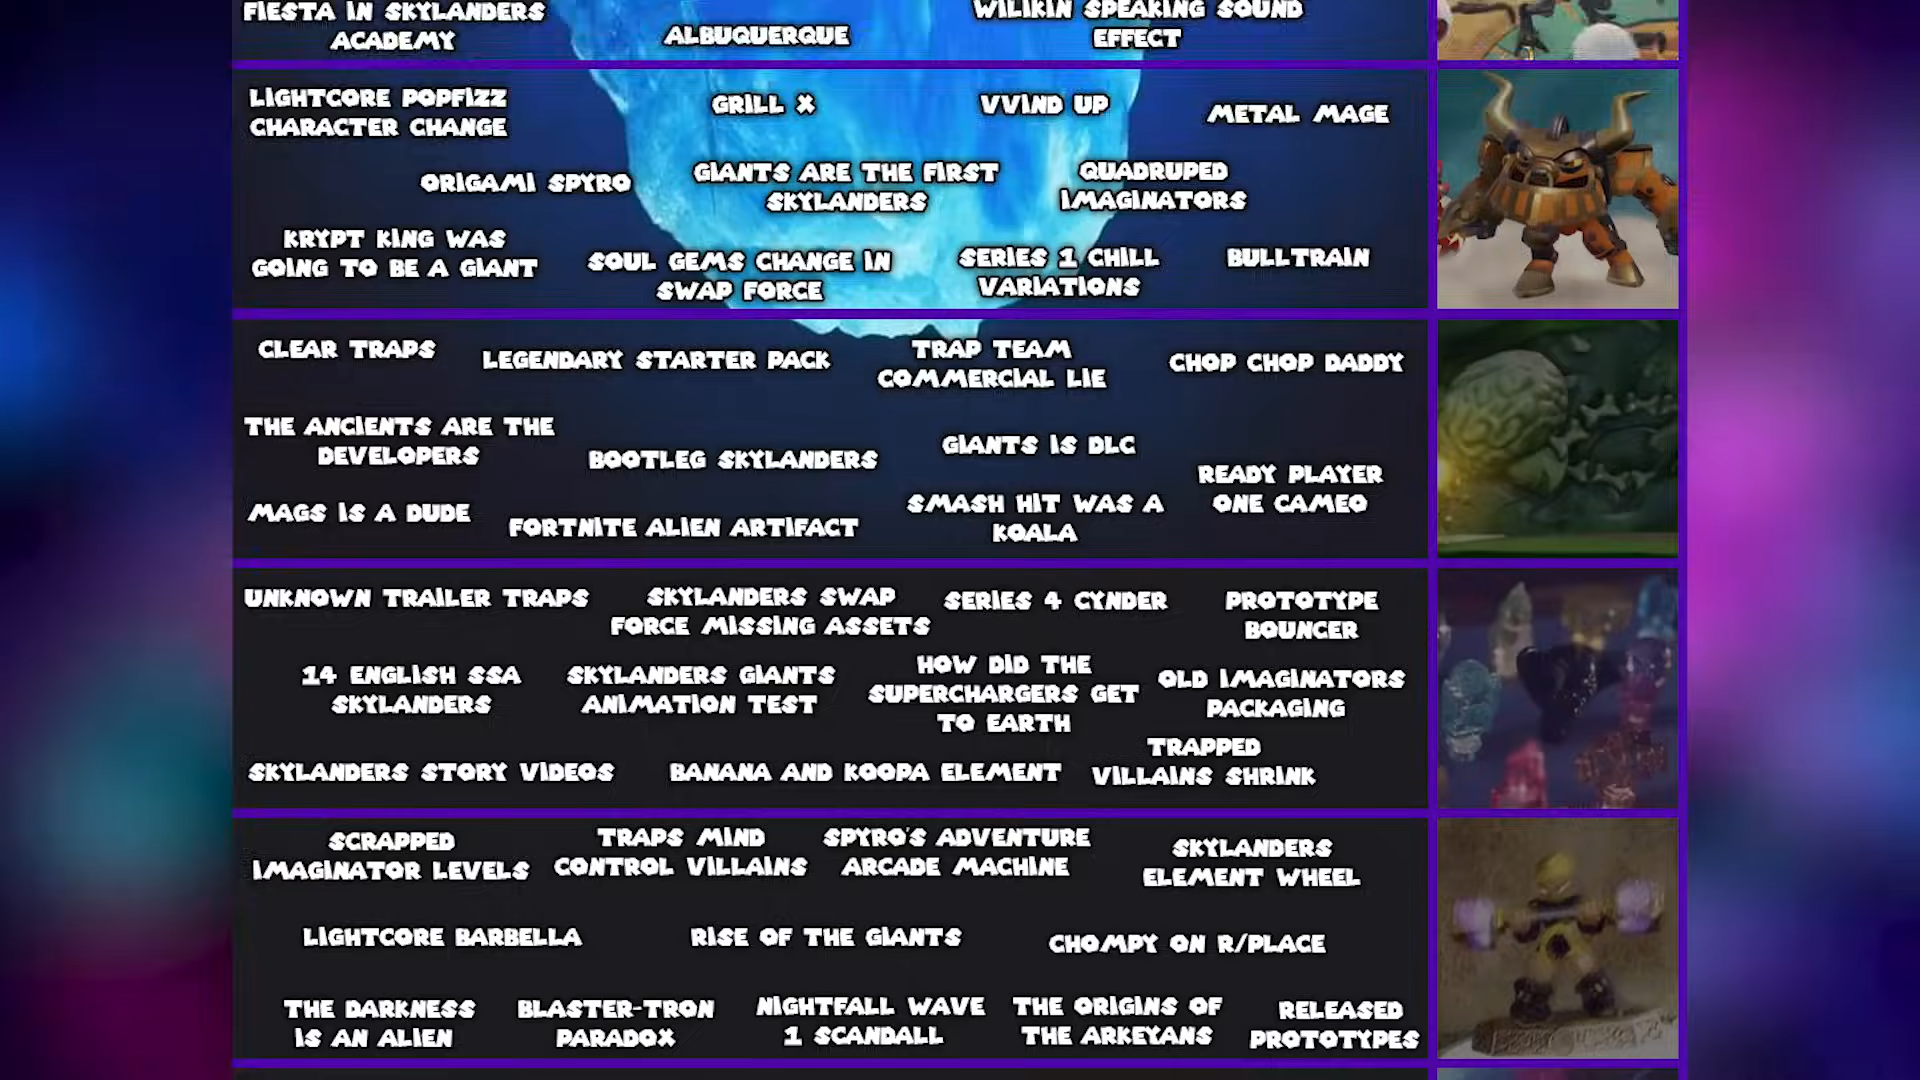 FIESTA IN SKYLANDERS
ACADEMY
ALBUQUERQUE
WILIKIN SPEAKING SOUND
EFFECT
LIGHTCORE POPFIZZ
CHARACTER CHANGE
GRILL X
VVIND UP
METAL MAGE
ORIGAMI SPYRO
GIANTS ARE THE FIRST
SKYLANDERS
QUADRUPED
IMAGINATORS
KRYPT KING WAS
GOING TO BE A GIANT
SOUL GEMS CHANGE IN
SWAP FORCE
SERIES 1 CHILL
VARIATIONS
BULLTRAIN
CLEAR TRAPS
LEGENDARY STARTER PACK
TRAP TEAM
COMMERCIAL LIE
CHOP CHOP DADDY
THE ANCIENTS ARE THE
DEVELOPERS
BOOTLEG SKYLANDERS
GIANTS IS DLC
READY PLAYER
ONE CAMEO
MAGS IS A DUDE
FORTNITE ALIEN ARTIFACT
SMASH HIT WAS A
KOALA
UNKNOWN TRAILER TRAPS
SKYLANDERS SWAP
FORCE MISSING ASSETS
SERIES 4 CYNDER
PROTOTYPE
BOUNCER
14 ENGLISH SSA
SKYLANDERS
SKYLANDERS GIANTS
ANIMATION TEST
HOW DID THE
SUPERCHARGERS GET
TO EARTH
OLD IMAGINATORS
PACKAGING
SKYLANDERS STORY VIDEOS
BANANA AND KOOPA ELEMENT
TRAPPED
VILLAINS SHRINK
SCRAPPED
IMAGINATOR LEVELS
TRAPS MIND
CONTROL VILLAINS
SPYRO'S ADVENTURE
ARCADE MACHINE
SKYLANDERS
ELEMENT WHEEL
LIGHTCORE BARBELLA
RISE OF THE GIANTS
CHOMPY ON R/PLACE
THE DARKNESS
IS AN ALIEN
BLASTER-TRON
PARADOX
NIGHTFALL WAVE
1 SCANDALL
THE ORIGINS OF
THE ARKEYANS
RELEASED
PROTOTYPES